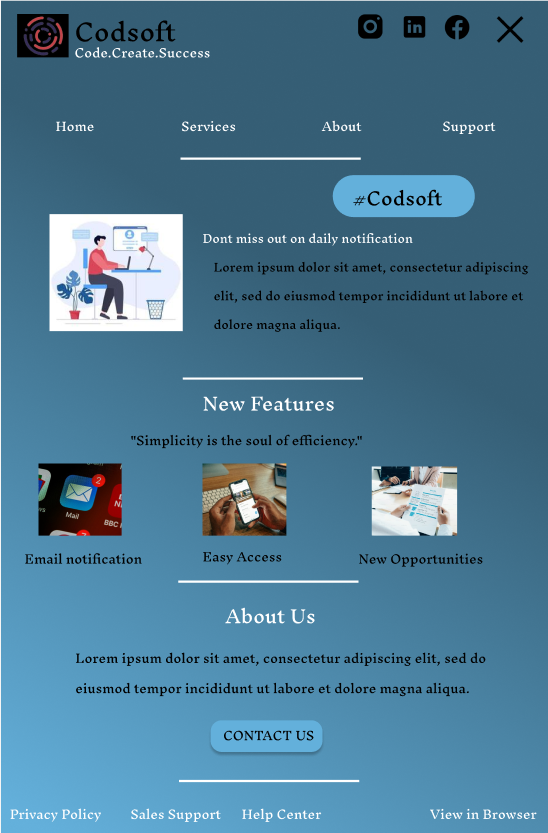 Codsoft
Code.Create.Success
Home Services About Support
#Codsoft
Dont miss out on daily notification
Lorem ipsum dolor sit amet, consectetur adipiscing
elit, sed do eiusmod tempor incididunt ut labore et
dolore magna aliqua.
New Features
"Simplicity is the soul of efficiency."
2
Mail
BBC
Email notification
Easy Access
New Opportunities
About Us
Lorem ipsum dolor sit amet, consectetur adipiscing elit, sed do
eiusmod tempor incididunt ut labore et dolore magna aliqua.
CONTACT US
Privacy Policy Sales Support Help Center View in Browser